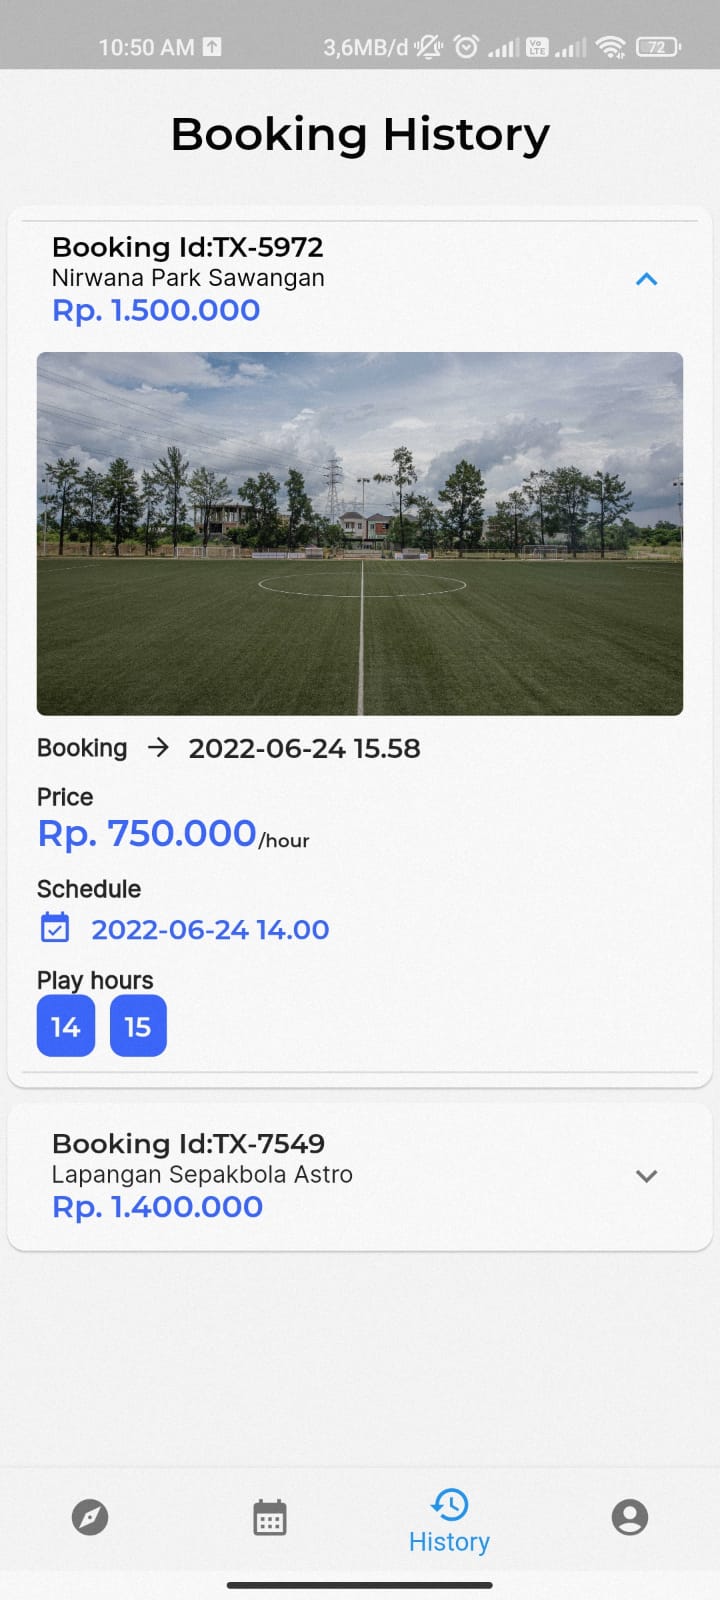 10:50 AM 3,6MB/d Vo LTE 72
Booking History
Booking Id:TX-5972
Nirwana Park Sawangan
Rp. 1.500.000
Booking → 2022-06-24 15.58
Price
Rp. 750.000/hour
Schedule
2022-06-24 14.00
Play hours
14 15
Booking Id:TX-7549
Lapangan Sepakbola Astro
Rp. 1.400.000
History